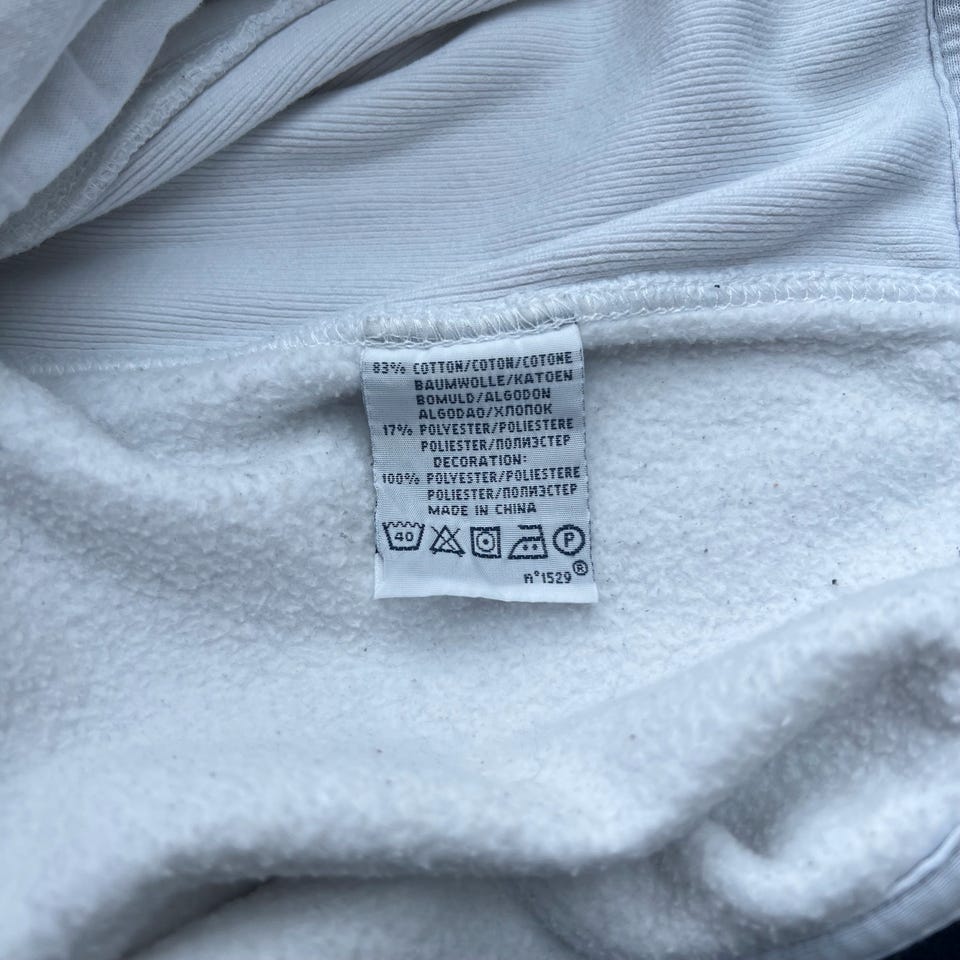 83% COTTON/COTON/COTONE
BAUMWOLLE/KATOEN
BOMULD/ALGODON
ALGODAO/ХЛОПОК
17% POLYESTER/POLIESTERE
POLIESTER/ПОЛИЭСТЕР
DECORATION:
100% POLYESTER/POLIESTERE
POLIESTER/ПОЛИЭСТЕР
MADE IN CHINA
40 P
n°1529®